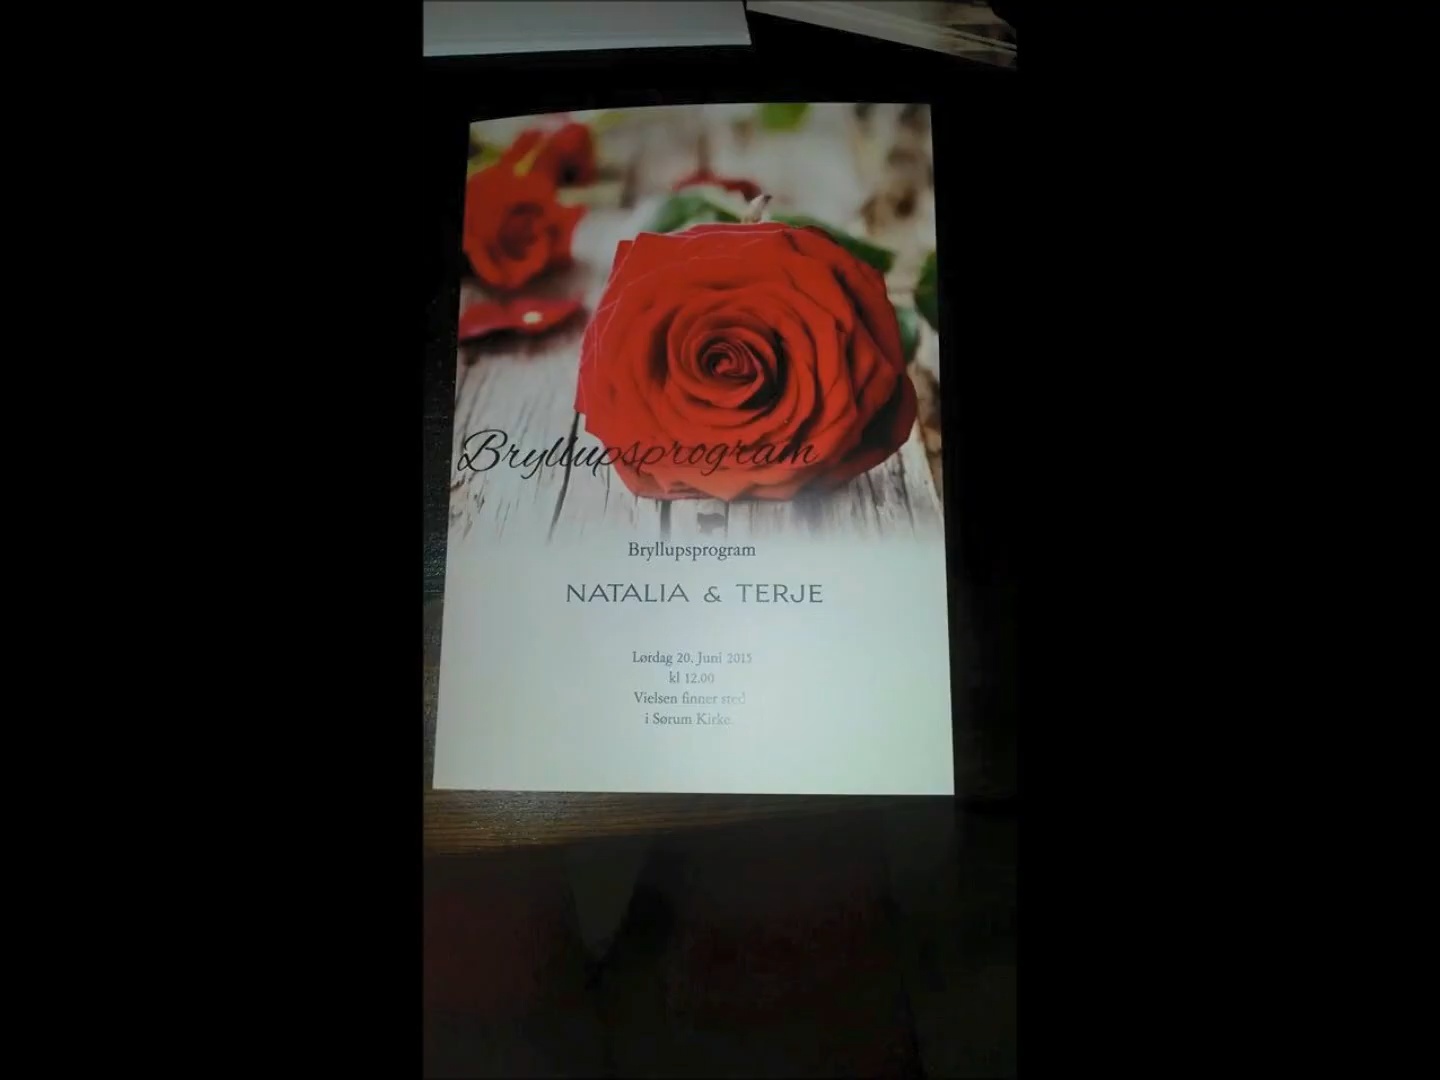 Bryllupsprogram
Bryllupsprogram
NATALIA & TERJE
Lørdag 20. Juni 2015
kl 12.00
Vielsen finner sted
i Sørum Kirke.